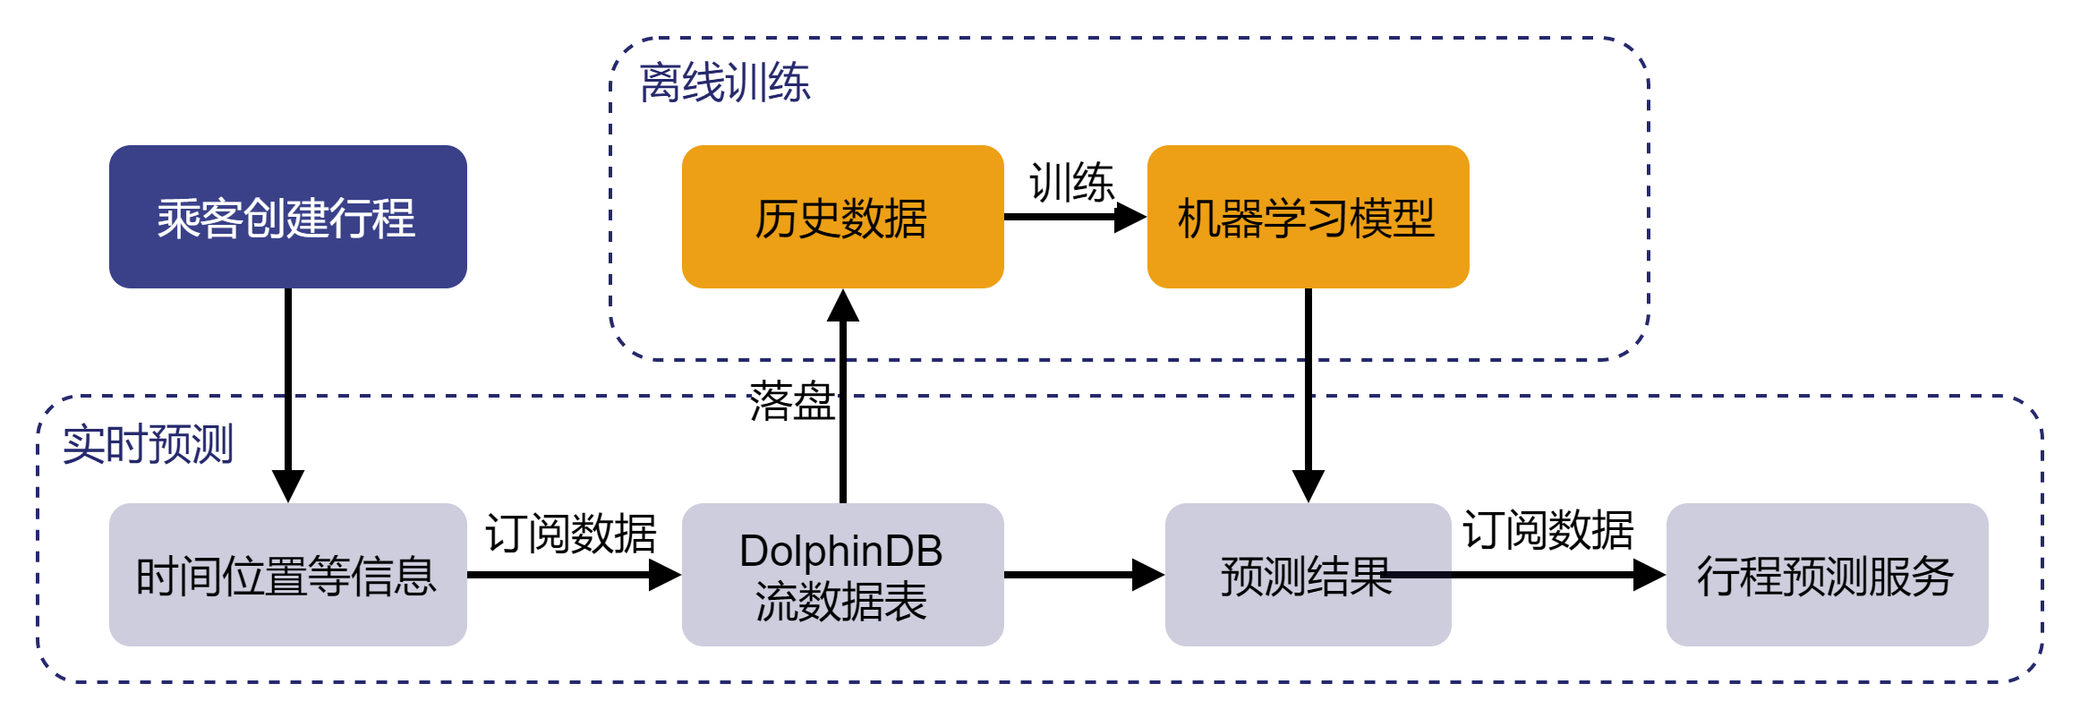 离线训练
乘客创建行程
历史数据
训练
机器学习模型
落盘
实时预测
时间位置等信息
订阅数据
DolphinDB
流数据表
预测结果
订阅数据
行程预测服务